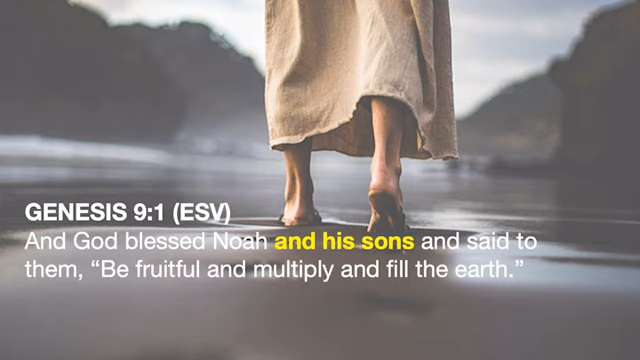 GENESIS 9:1 (ESV)
And God blessed Noah and his sons and said to
them, “Be fruitful and multiply and fill the earth.”